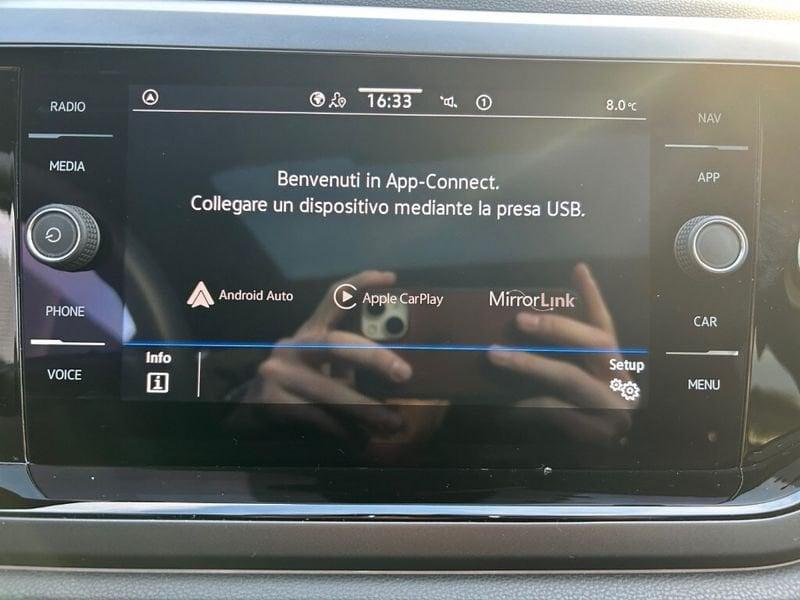 RADIO
MEDIA
PHONE
VOICE
16:33
1
8.0°C
Benvenuti in App-Connect.
Collegare un dispositivo mediante la presa USB.
Android Auto
Apple CarPlay
MirrorLink
Info
Setup
NAV
APP
CAR
MENU